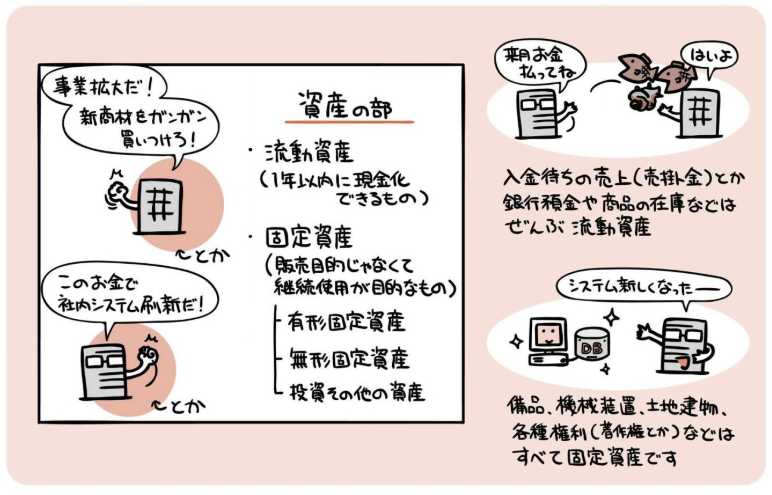 事業拡大だ！
新商材をガンガン
買いつけろ！
←とか
このお金で
社内システム刷新だ！
←とか
資産の部
・流動資産
（1年以内に現金化
できるもの）
・固定資産
（販売目的じゃなくて
継続使用が目的なもの）
有形固定資産
無形固定資産
投資その他の資産
来月お金
払ってね
はいよ
入金待ちの売上（売掛金）とか
銀行預金や商品の在庫などは
ぜんぶ流動資産
システム新しくなったー
DB
備品、機械装置、土地建物、
各種権利（著作権とか）などは
すべて固定資産です